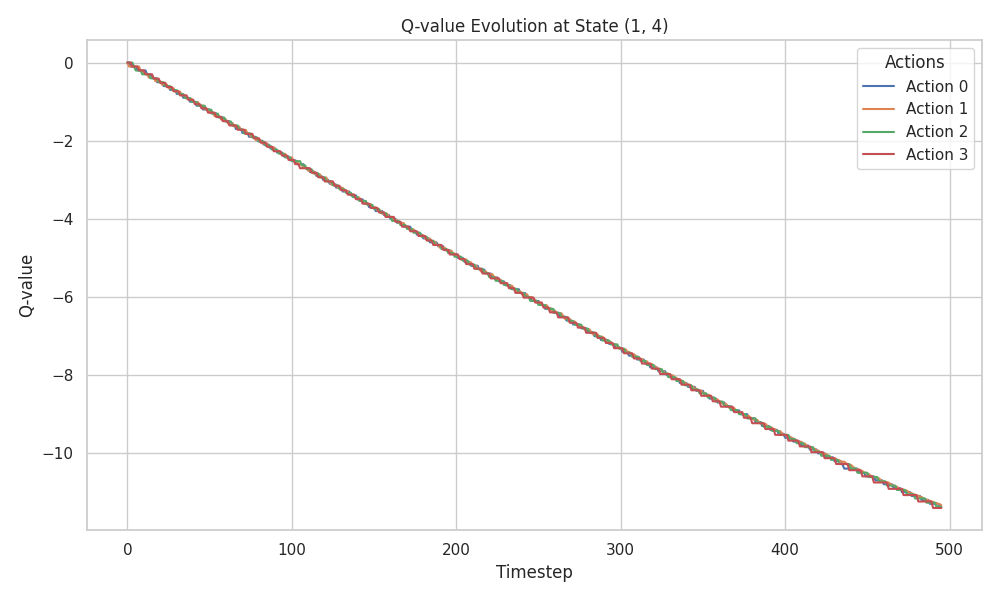 Q-value Evolution at State (1, 4)
Q-value
0
−2
−4
−6
−8
−10
Actions
Action 0
Action 1
Action 2
Action 3
0
100
200
300
400
500
Timestep